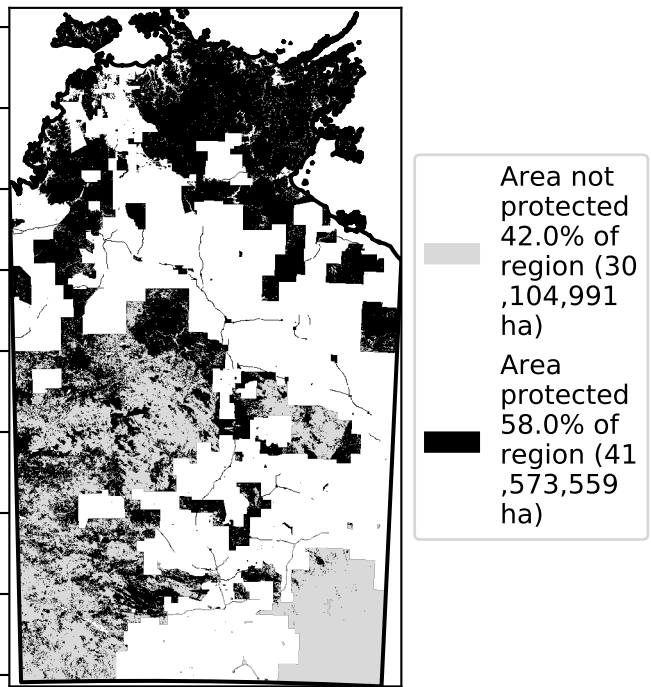 Area not
protected
42.0% of
region (30
,104,991
ha)
Area
protected
58.0% of
region (41
,573,559
ha)